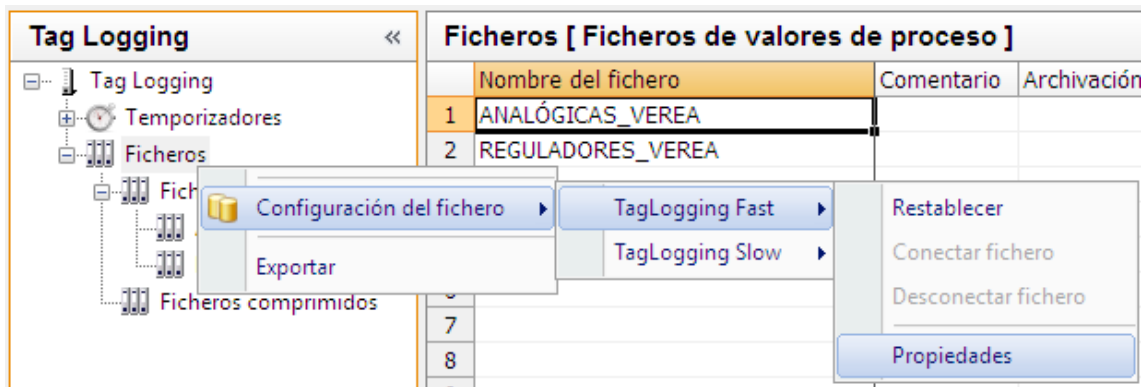 Tag Logging «
Tag Logging
Temporizadores
Ficheros
Fich
Ficheros comprimidos
Configuración del fichero
Exportar
TagLogging Fast
TagLogging Slow
Restablecer
Conectar fichero
Desconectar fichero
Propiedades
Ficheros [ Ficheros de valores de proceso ]
Nombre del fichero Comentario Archivación
1 ANALÓGICAS_VEREA
2 REGULADORES_VEREA
7
8